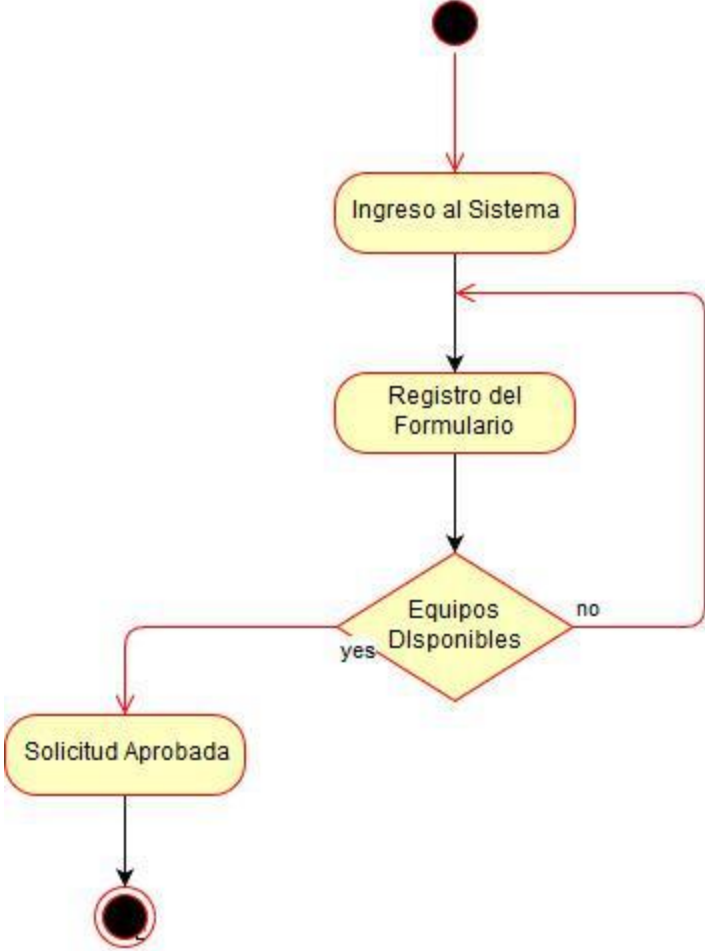 Ingreso al Sistema
Registro del
Formulario
Equipos
DIsponibles
no
yes
Solicitud Aprobada